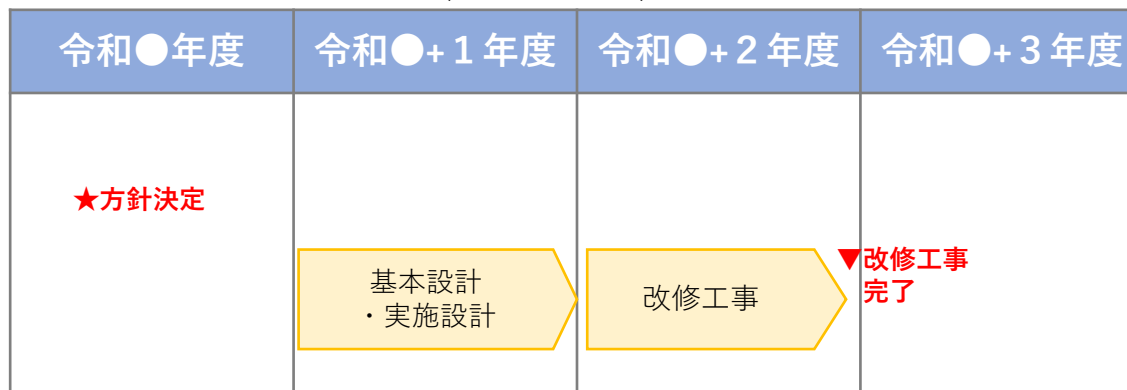 令和●年度
令和●+１年度
令和●+２年度
令和●+３年度
★方針決定
基本設計
・実施設計
改修工事
▼改修工事
完了